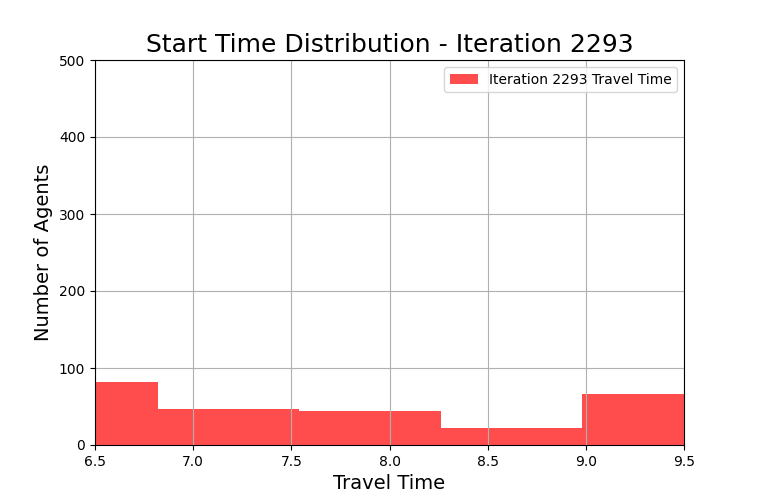 Start Time Distribution - Iteration 2293
500
400
300
200
100
0
Number of Agents
Iteration 2293 Travel Time
6.5 7.0 7.5 8.0 8.5 9.0 9.5
Travel Time